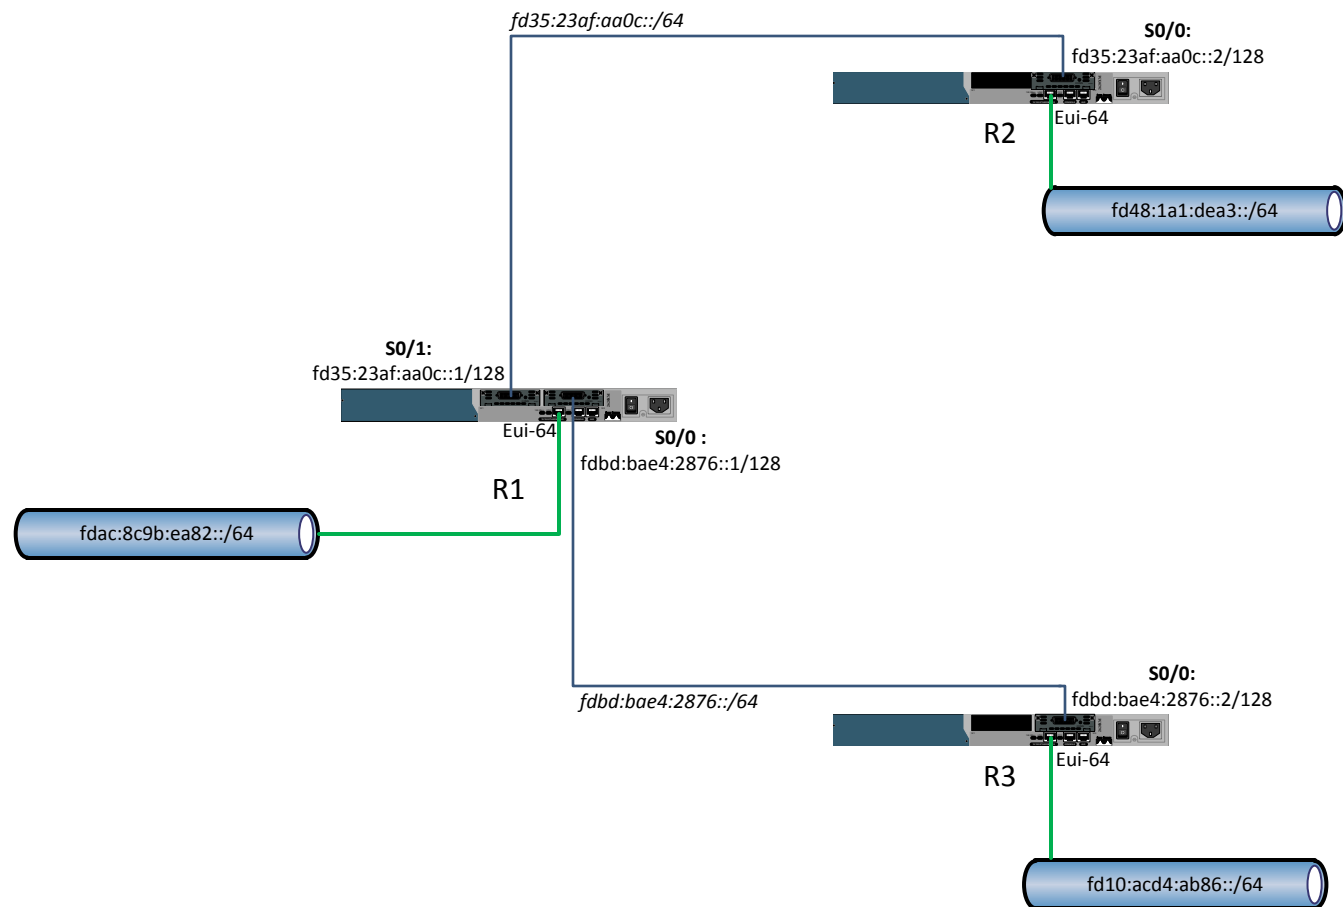 fd35:23af:aa0c::/64
S0/0:
fd35:23af:aa0c::2/128
Eui-64
R2
fd48:1a1:dea3::/64
S0/1:
fd35:23af:aa0c::1/128
Eui-64
S0/0 :
fdbd:bae4:2876::1/128
R1
fdac:8c9b:ea82::/64
fdbd:bae4:2876::/64
S0/0:
fdbd:bae4:2876::2/128
Eui-64
R3
fd10:acd4:ab86::/64